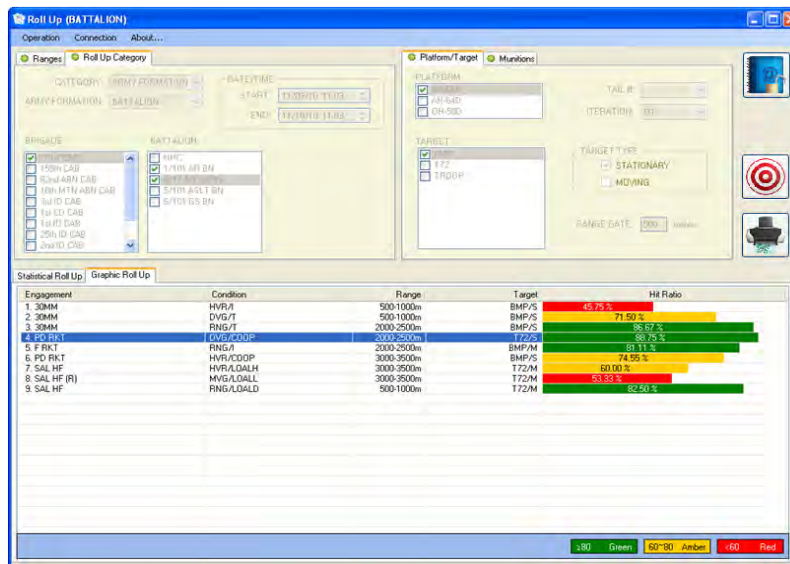 Roll Up (BATTALION)
Operation Connection About...
Ranges Roll Up Category
CATEGORY: ARMY FORMATION
ARMY FORMATION: BATTALION
DATE/TIME
START:
END:
BRIGADE
159th CAB
82nd ABN CAB
10th MTN ABN CAB
3rd ID CAB
1st CD CAB
1st ID CAB
25th ID CAB
2nd ID CAB
BATTALION
HHC
1/101 AR BN
5/101 ASLT BN
6/101 GS BN
Platform/Target Munitions
PLATFORM
AH-64D
OH-58D
TAIL #:
ITERATION:
TARGET
T72
TROOP
TARGET TYPE
STATIONARY
MOVING
RANGE GATE: 500 meters
Statistical Roll Up Graphic Roll Up
Engagement Condition Range Target Hit Ratio
1. 30MM HVR/I 500-1000m BMP/S 45.75 %
2. 30MM DVG/T 500-1000m BMP/S 71.50 %
3. 30MM RNG/T 2000-2500m BMP/S 86.67 %
4. PD RKT DVG/COOP 2000-2500m T72/S 88.75 %
5. F RKT RNG/I 2000-2500m BMP/M 81.11 %
6. PD RKT HVR/COOP 3000-3500m BMP/S 74.55 %
7. SAL HF HVR/LOALH 3000-3500m T72/M 60.00 %
8. SAL HF (R) MVG/LOALL 3000-3500m T72/M 53.33 %
9. SAL HF RNG/LOALD 500-1000m T72/M 82.50 %
≥80 Green 60~80 Amber <60 Red